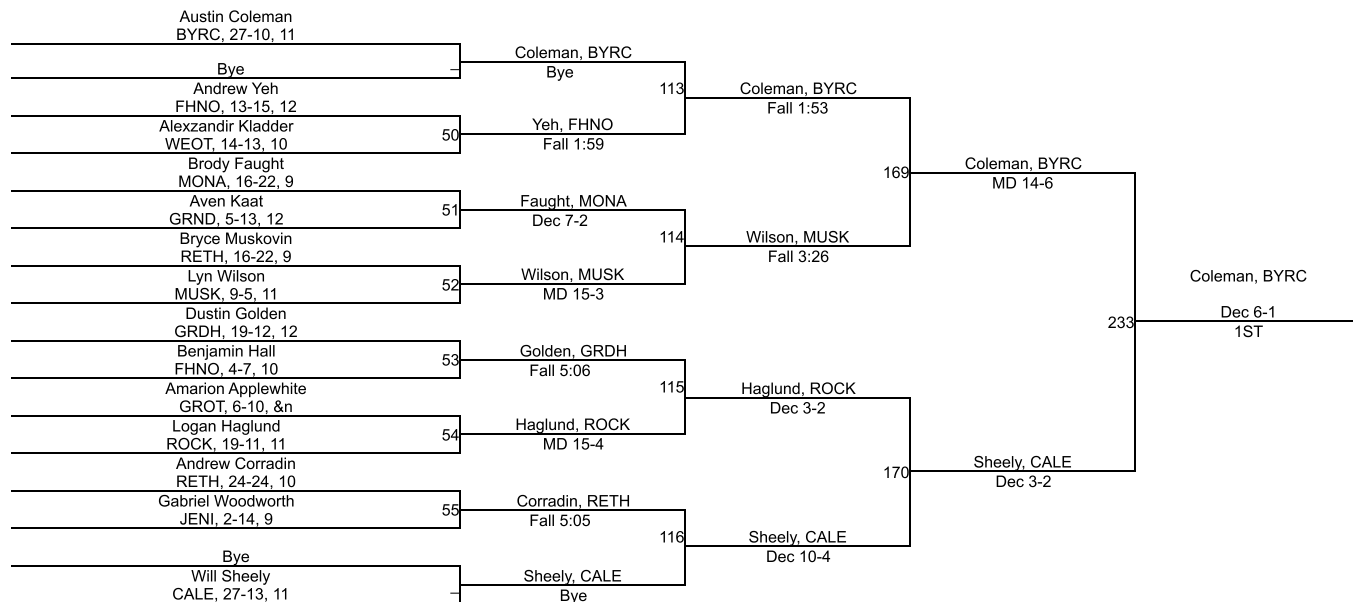 Austin Coleman
BYRC, 27-10, 11
Bye
–
Andrew Yeh
FHNO, 13-15, 12
Alexzandir Kladder
WEOT, 14-13, 10
50
Brody Faught
MONA, 16-22, 9
Aven Kaat
GRND, 5-13, 12
51
Bryce Muskovin
RETH, 16-22, 9
Lyn Wilson
MUSK, 9-5, 11
52
Dustin Golden
GRDH, 19-12, 12
Benjamin Hall
FHNO, 4-7, 10
53
Amarion Applewhite
GROT, 6-10, &n
Logan Haglund
ROCK, 19-11, 11
54
Andrew Corradin
RETH, 24-24, 10
Gabriel Woodworth
JENI, 2-14, 9
55
Bye
Will Sheely
CALE, 27-13, 11
–
Coleman, BYRC
Bye
113
Yeh, FHNO
Fall 1:59
Faught, MONA
Dec 7-2
114
Wilson, MUSK
MD 15-3
Golden, GRDH
Fall 5:06
115
Haglund, ROCK
MD 15-4
Corradin, RETH
Fall 5:05
116
Sheely, CALE
Bye
Coleman, BYRC
Fall 1:53
169
Wilson, MUSK
Fall 3:26
Haglund, ROCK
Dec 3-2
170
Sheely, CALE
Dec 10-4
Coleman, BYRC
MD 14-6
233
Sheely, CALE
Dec 3-2
Coleman, BYRC
Dec 6-1
1ST